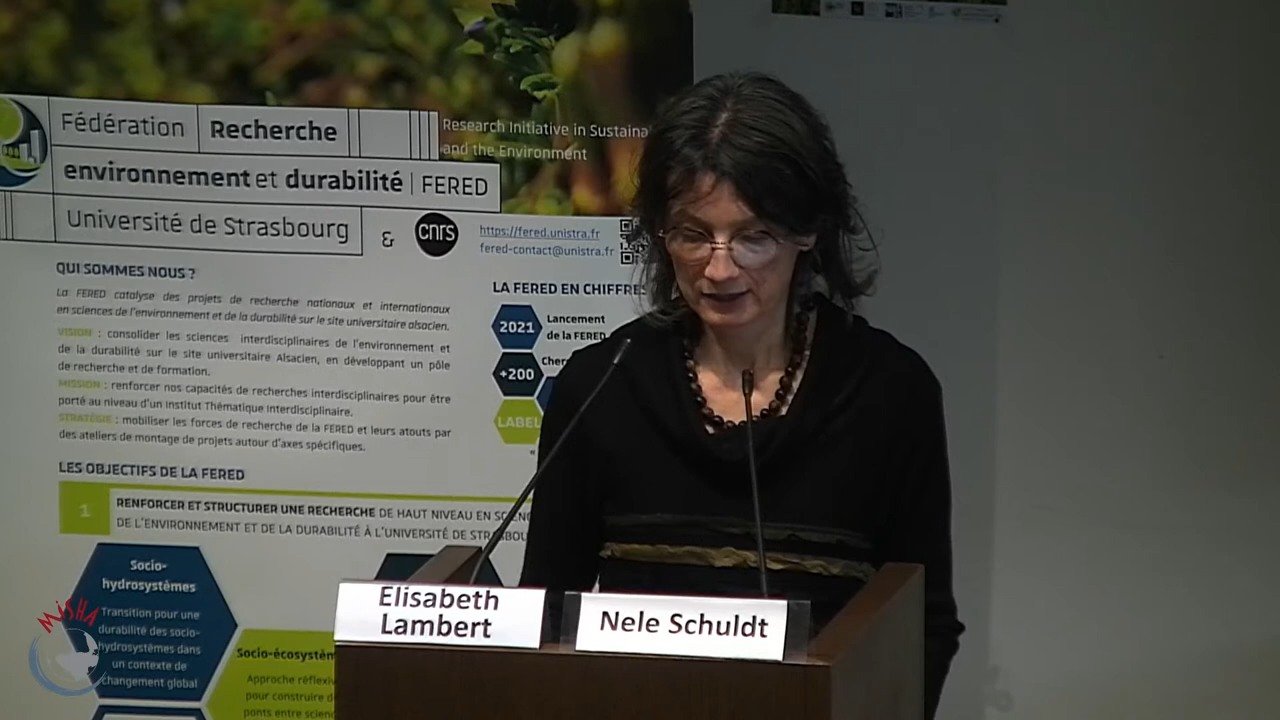 Fédération Recherche
environnement et durabilité | FERED
Université de Strasbourg & cnrs
Research Initiative in
and the Environment
https://fered.unistra.fr
fered-contact@unistra.fr
QUI SOMMES NOUS ?
La FERED catalyse des projets de recherche nationaux et internationaux
en sciences de l'environnement et de la durabilité sur le site universitaire alsacien.
VISION : consolider les sciences interdisciplinaires de l'environnement et
de la durabilité sur le site universitaire Alsacien, en développant un pôle
de recherche et de formation.
MISSION : renforcer nos capacités de recherches interdisciplinaires pour être
porté au niveau d'un Institut Thématique Interdisciplinaire.
STRATÉGIE : mobiliser les forces de recherche de la FERED et leurs atouts par
des ateliers de montage de projets autour d'axes spécifiques.
LA FERED EN CHIFFRES
2021 Lancement
de la FERED
+200
LABEL
LES OBJECTIFS DE LA FERED
1 RENFORCER ET STRUCTURER UNE RECHERCHE DE HAUT NIVEAU EN
DE L'ENVIRONNEMENT ET DE LA DURABILITÉ À L'UNIVERSITÉ DE
Socio-
hydrosystèmes
Transition pour une
durabilité des socio-
hydrosystèmes dans
un contexte de
changement global
Approche
pour construire
ponts entre
MISHA
Elisabeth
Lambert
Nele Schuldt